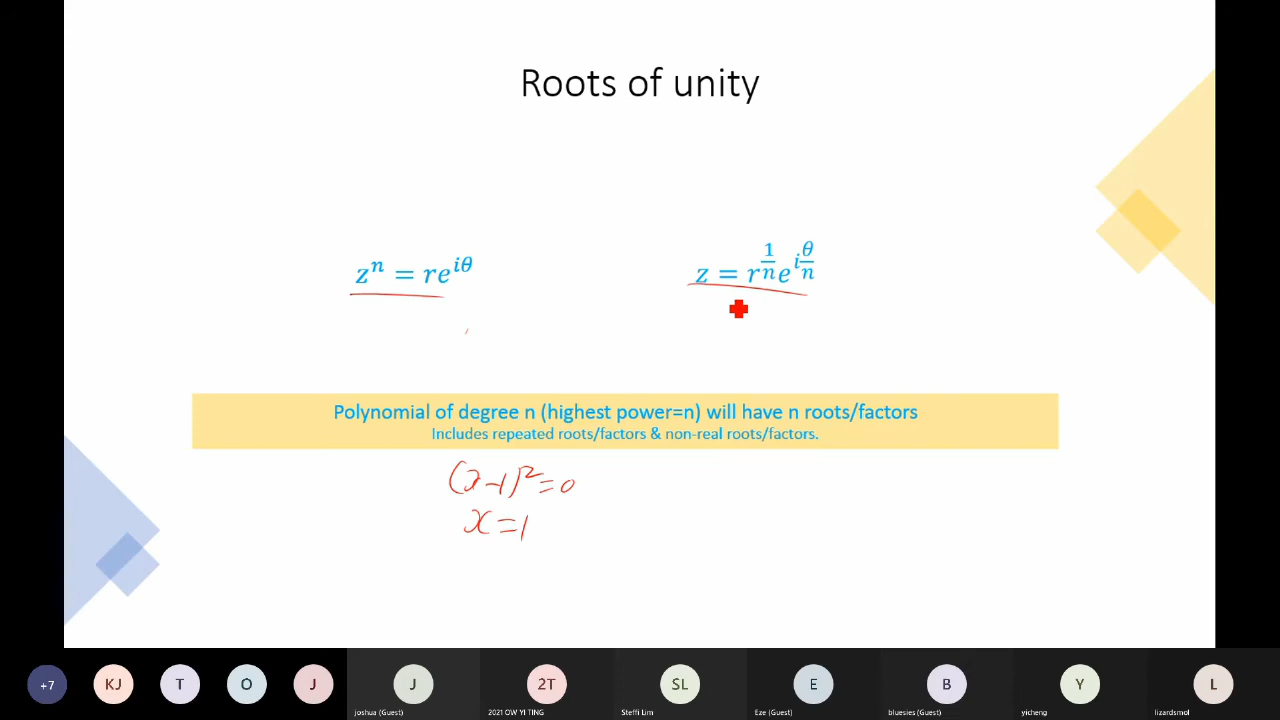 Roots of unity
zⁿ = re^{iθ}
z = r^{1/n}e^{iθ/n}
Polynomial of degree n (highest power=n) will have n roots/factors
Includes repeated roots/factors & non-real roots/factors.
(x-1)²=0
x=1
+7
KJ
T
O
J
J
2T
SL
E
B
Y
L
joshua (Guest)
2021 OW YI TING
Steffi Lim
Eze (Guest)
bluesies (Guest)
yicheng
lizardsmol